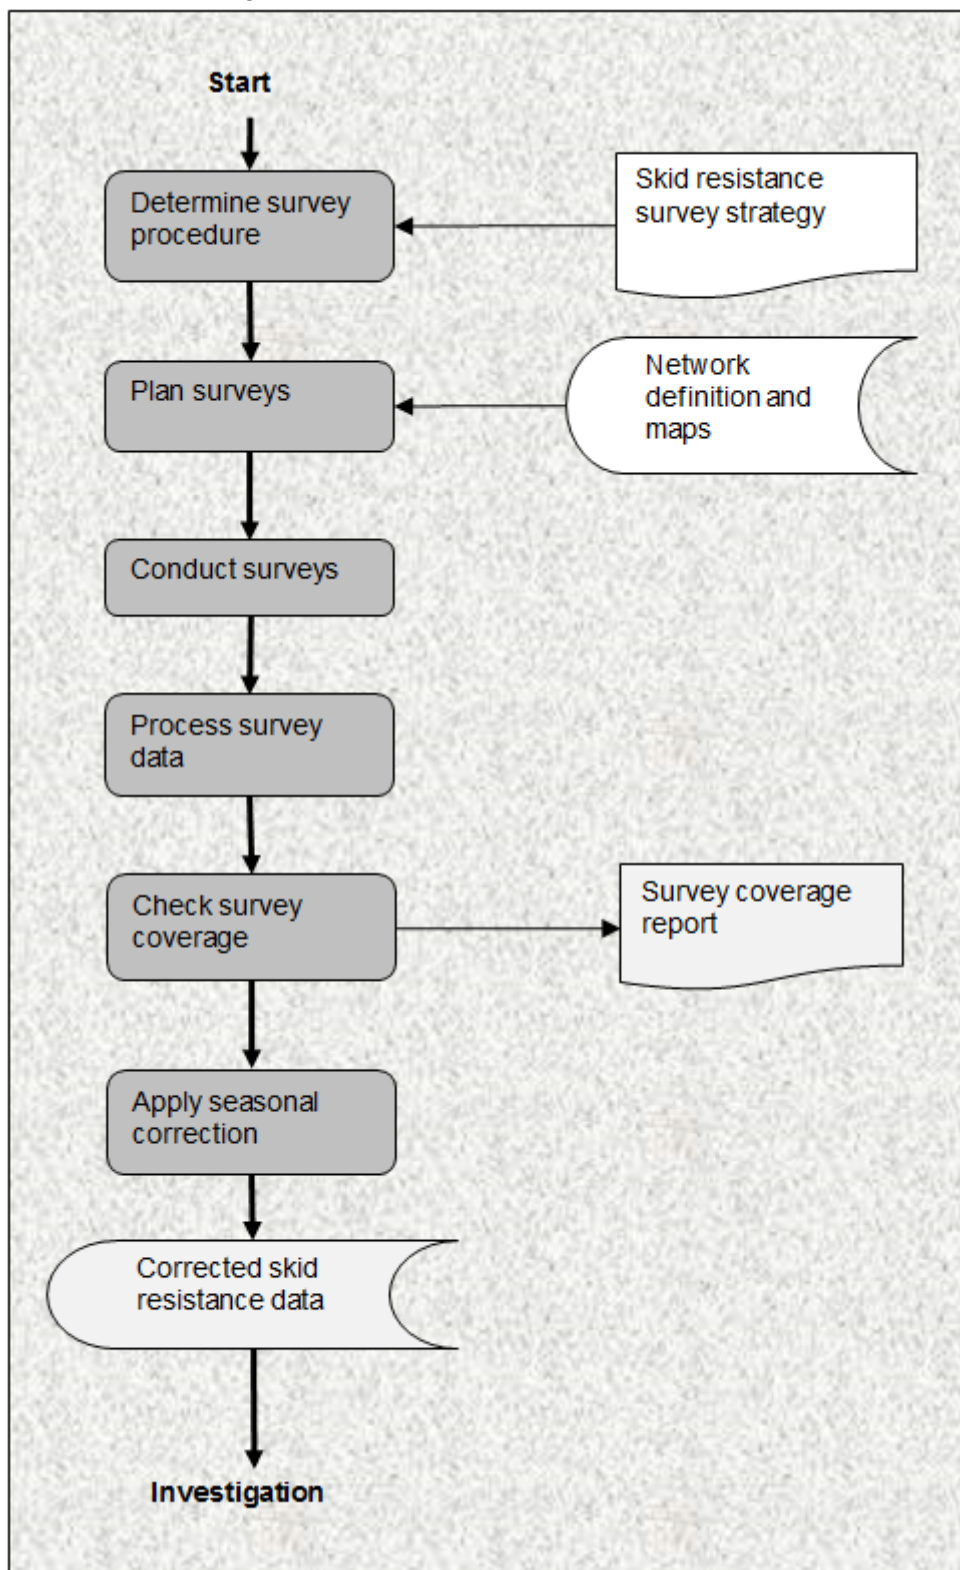 Start
Determine survey
procedure
Skid resistance
survey strategy
Plan surveys
Network
definition and
maps
Conduct surveys
Process survey
data
Check survey
coverage
Survey coverage
report
Apply seasonal
correction
Corrected skid
resistance data
Investigation